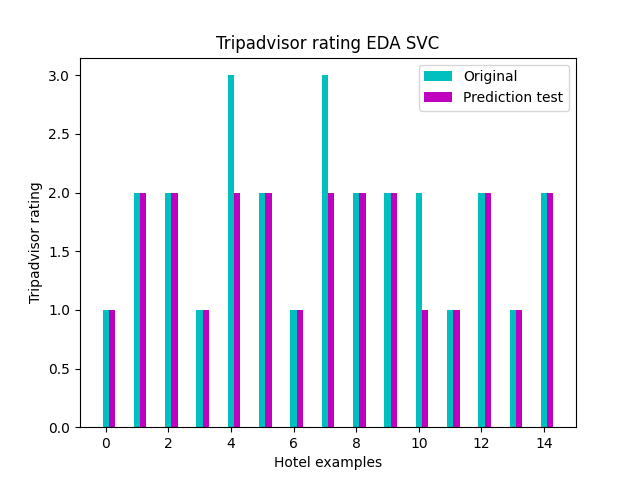 Tripadvisor rating EDA SVC
Original
Prediction test
3.0
2.5
2.0
1.5
1.0
0.5
0.0
Tripadvisor rating
0 2 4 6 8 10 12 14
Hotel examples